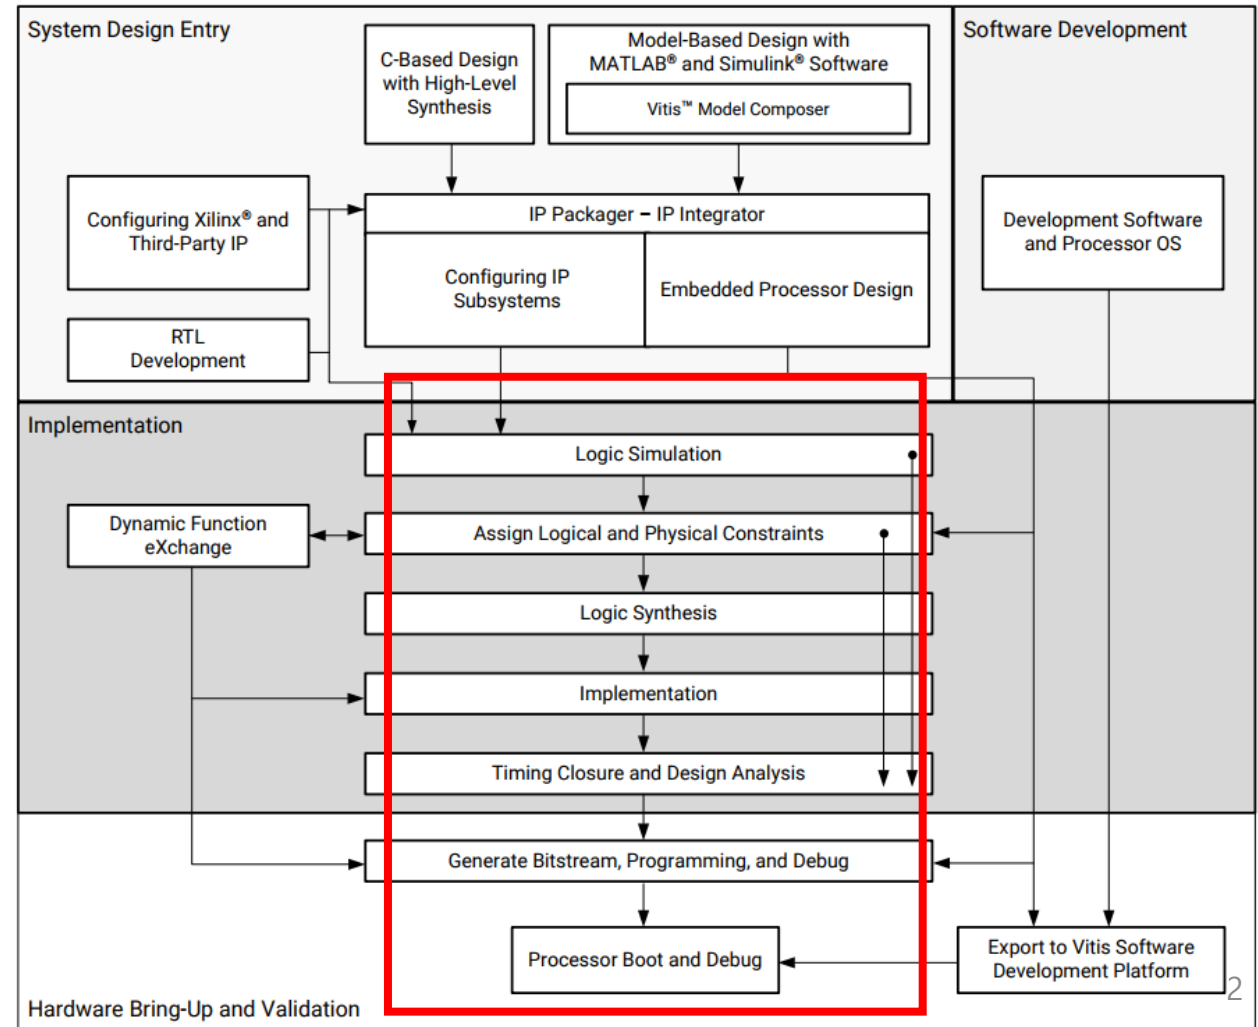 System Design Entry
Software Development
C-Based Design
with High-Level
Synthesis
Model-Based Design with
MATLAB® and Simulink® Software
Vitis™ Model Composer
Configuring Xilinx® and
Third-Party IP
IP Packager – IP Integrator
Development Software
and Processor OS
Configuring IP
Subsystems
Embedded Processor Design
RTL
Development
Implementation
Logic Simulation
Dynamic Function
eXchange
Assign Logical and Physical Constraints
Logic Synthesis
Implementation
Timing Closure and Design Analysis
Generate Bitstream, Programming, and Debug
Processor Boot and Debug
Export to Vitis Software
Development Platform
2
Hardware Bring-Up and Validation